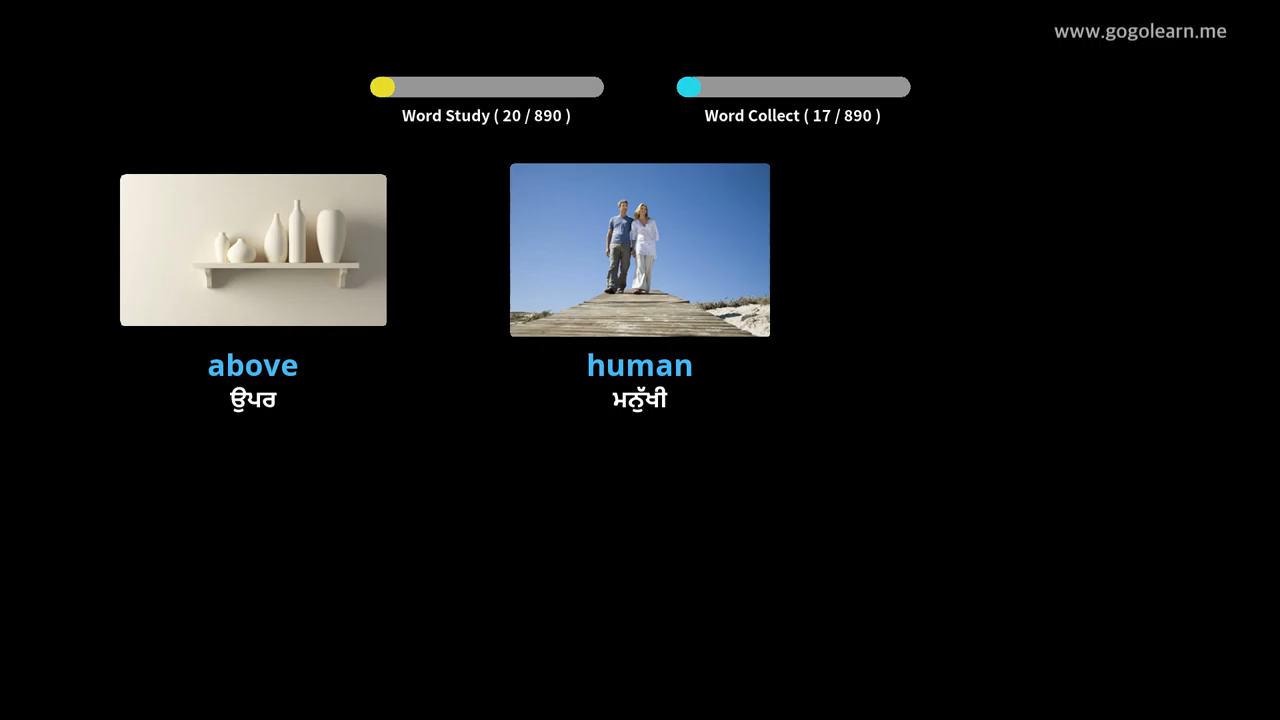 www.gogolearn.me
Word Study ( 20 / 890 )
Word Collect ( 17 / 890 )
above
ਉਪਰ
human
ਮਨੁੱਖੀ